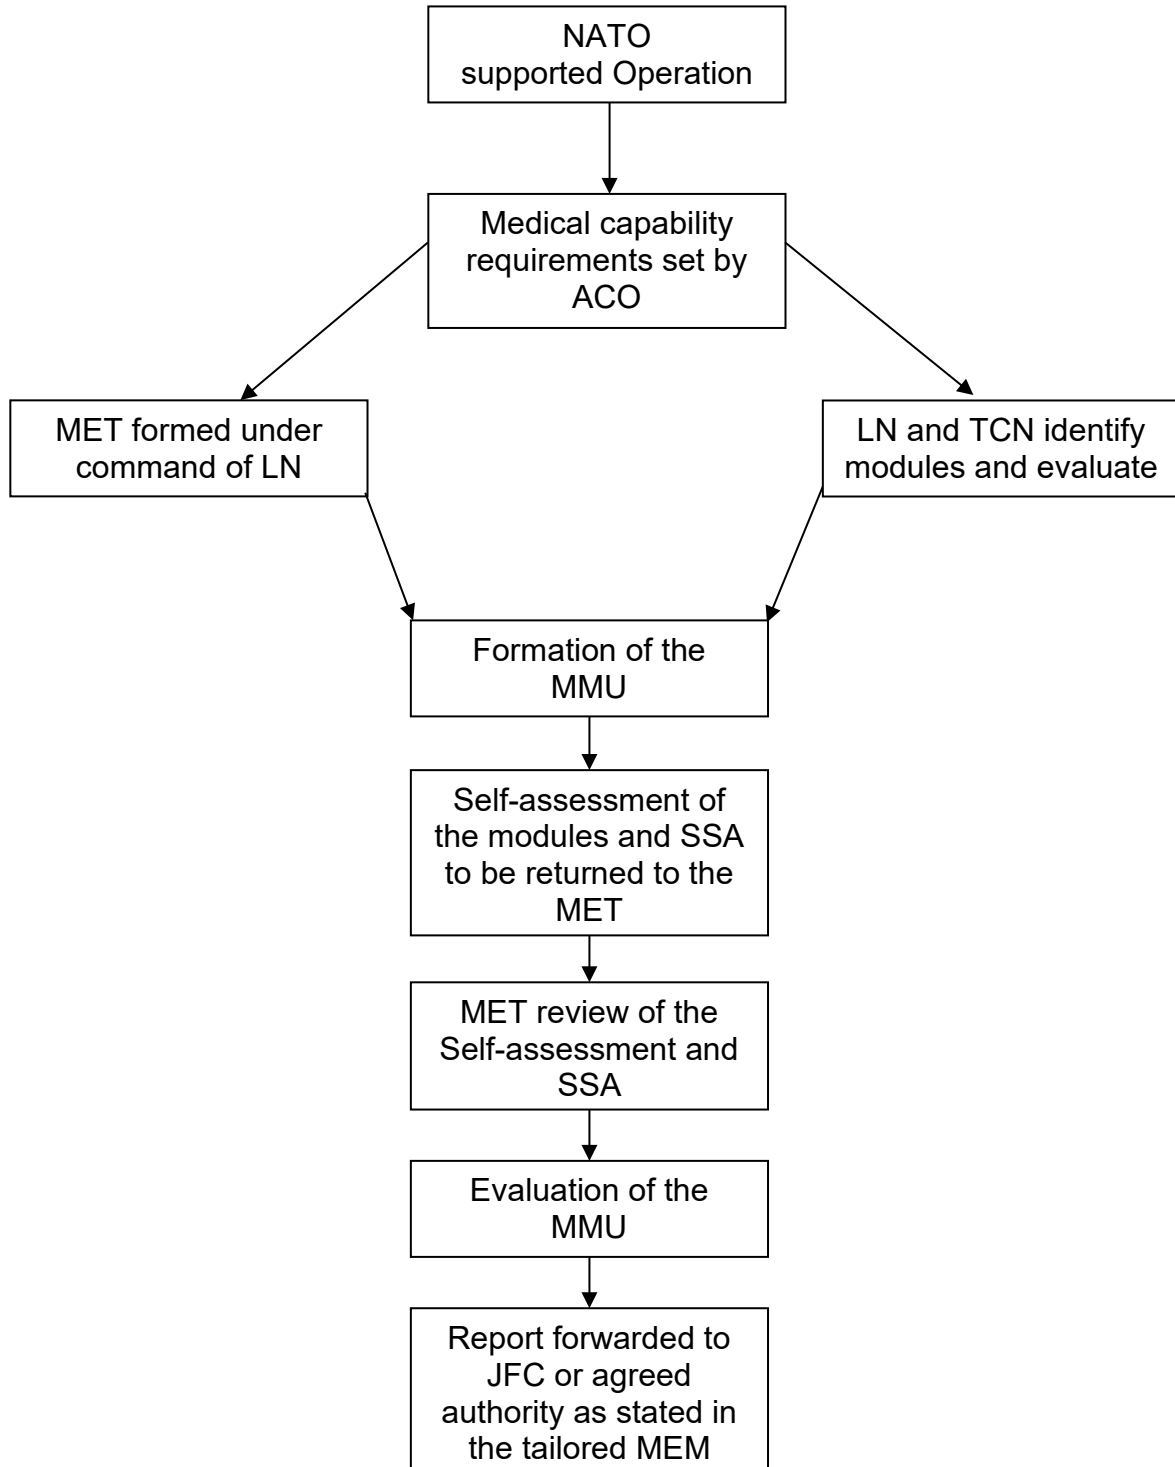 NATO
supported Operation
Medical capability
requirements set by
ACO
MET formed under
command of LN
LN and TCN identify
modules and evaluate
Formation of the
MMU
Self-assessment of
the modules and SSA
to be returned to the
MET
MET review of the
Self-assessment and
SSA
Evaluation of the
MMU
Report forwarded to
JFC or agreed
authority as stated in
the tailored MEM